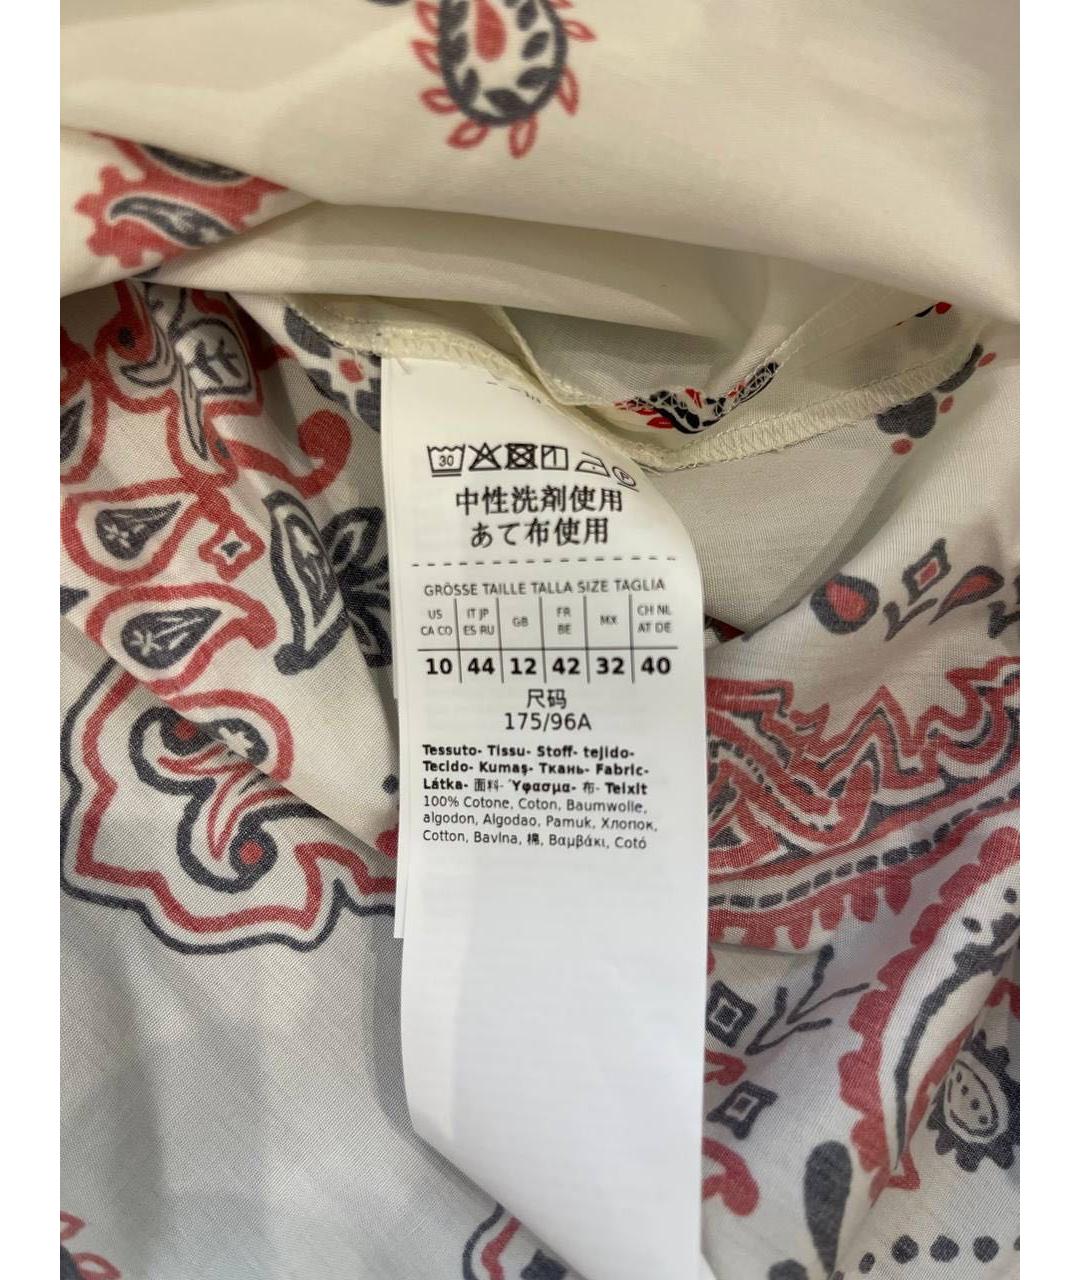 30
中性洗剤使用
あて布使用
GRÖSSE TAILLE TALLA SIZE TAGLIA
US IT JP GB FR MX CH NL
CA CO ES RU BE AT DE
10 44 12 42 32 40
尺码
175/96A
Tessuto- Tissu- Stoff- tejido-
Tecido- Kumaş- Ткань- Fabric-
Látka- 面料- Ύφασμα- 布- Teixit
100% Cotone, Coton, Baumwolle,
algodon, Algodao, Pamuk, Хлопок,
Cotton, Bavlna, 棉, Βαμβάκι, Cotó